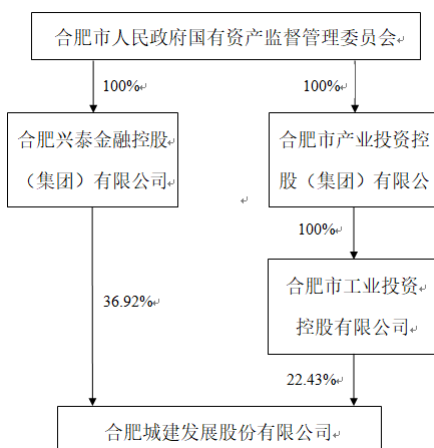 合肥市人民政府国有资产监督管理委员会
100%
100%
合肥兴泰金融控股
（集团）有限公司
合肥市产业投资控
股（集团）有限公
100%
合肥市工业投资
控股有限公司
36.92%
22.43%
合肥城建发展股份有限公司